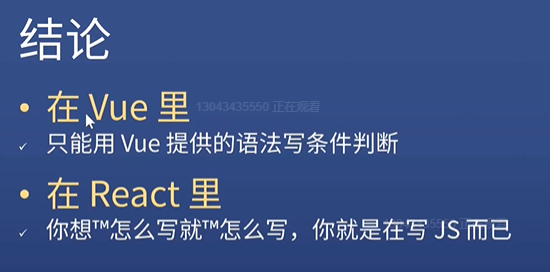 结论
• 在 Vue 里
13043435550 正在观看
✓ 只能用 Vue 提供的语法写条件判断
• 在 React 里
✓ 你想™怎么写就™怎么写，你就是在写 JS 而已